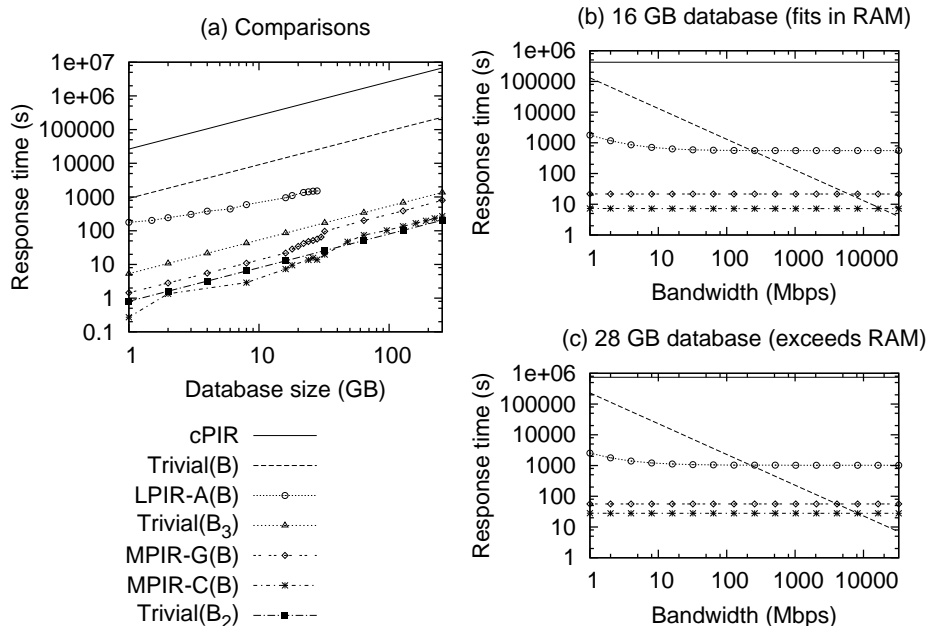 (a) Comparisons
Response time (s)
1e+07
1e+06
100000
10000
1000
100
10
1
0.1
1
10
100
Database size (GB)
cPIR
Trivial(B)
LPIR-A(B)
Trivial(B3)
MPIR-G(B)
MPIR-C(B)
Trivial(B2)
(b) 16 GB database (fits in RAM)
Response time (s)
1e+06
100000
10000
1000
100
10
1
1
10
100
1000
10000
Bandwidth (Mbps)
(c) 28 GB database (exceeds RAM)
Response time (s)
1e+06
100000
10000
1000
100
10
1
1
10
100
1000
10000
Bandwidth (Mbps)